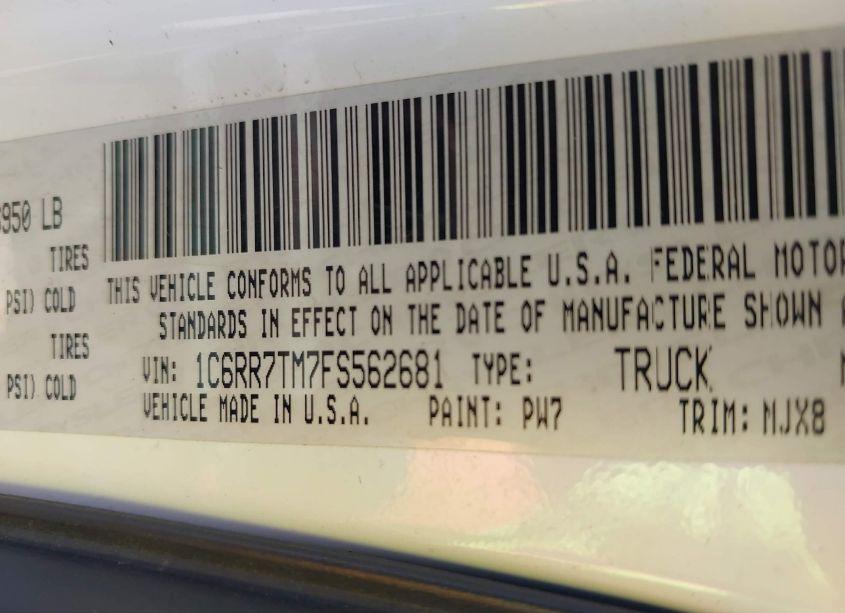 950 LB
TIRES
PSI) COLD
TIRES
PSI) COLD
THIS VEHICLE CONFORMS TO ALL APPLICABLE U.S.A. FEDERAL MOTOR
STANDARDS IN EFFECT ON THE DATE OF MANUFACTURE SHOWN
VIN: 1C6RR7TM7FS562681 TYPE: TRUCK
VEHICLE MADE IN U.S.A. PAINT: PW7 TRIM: MJX8